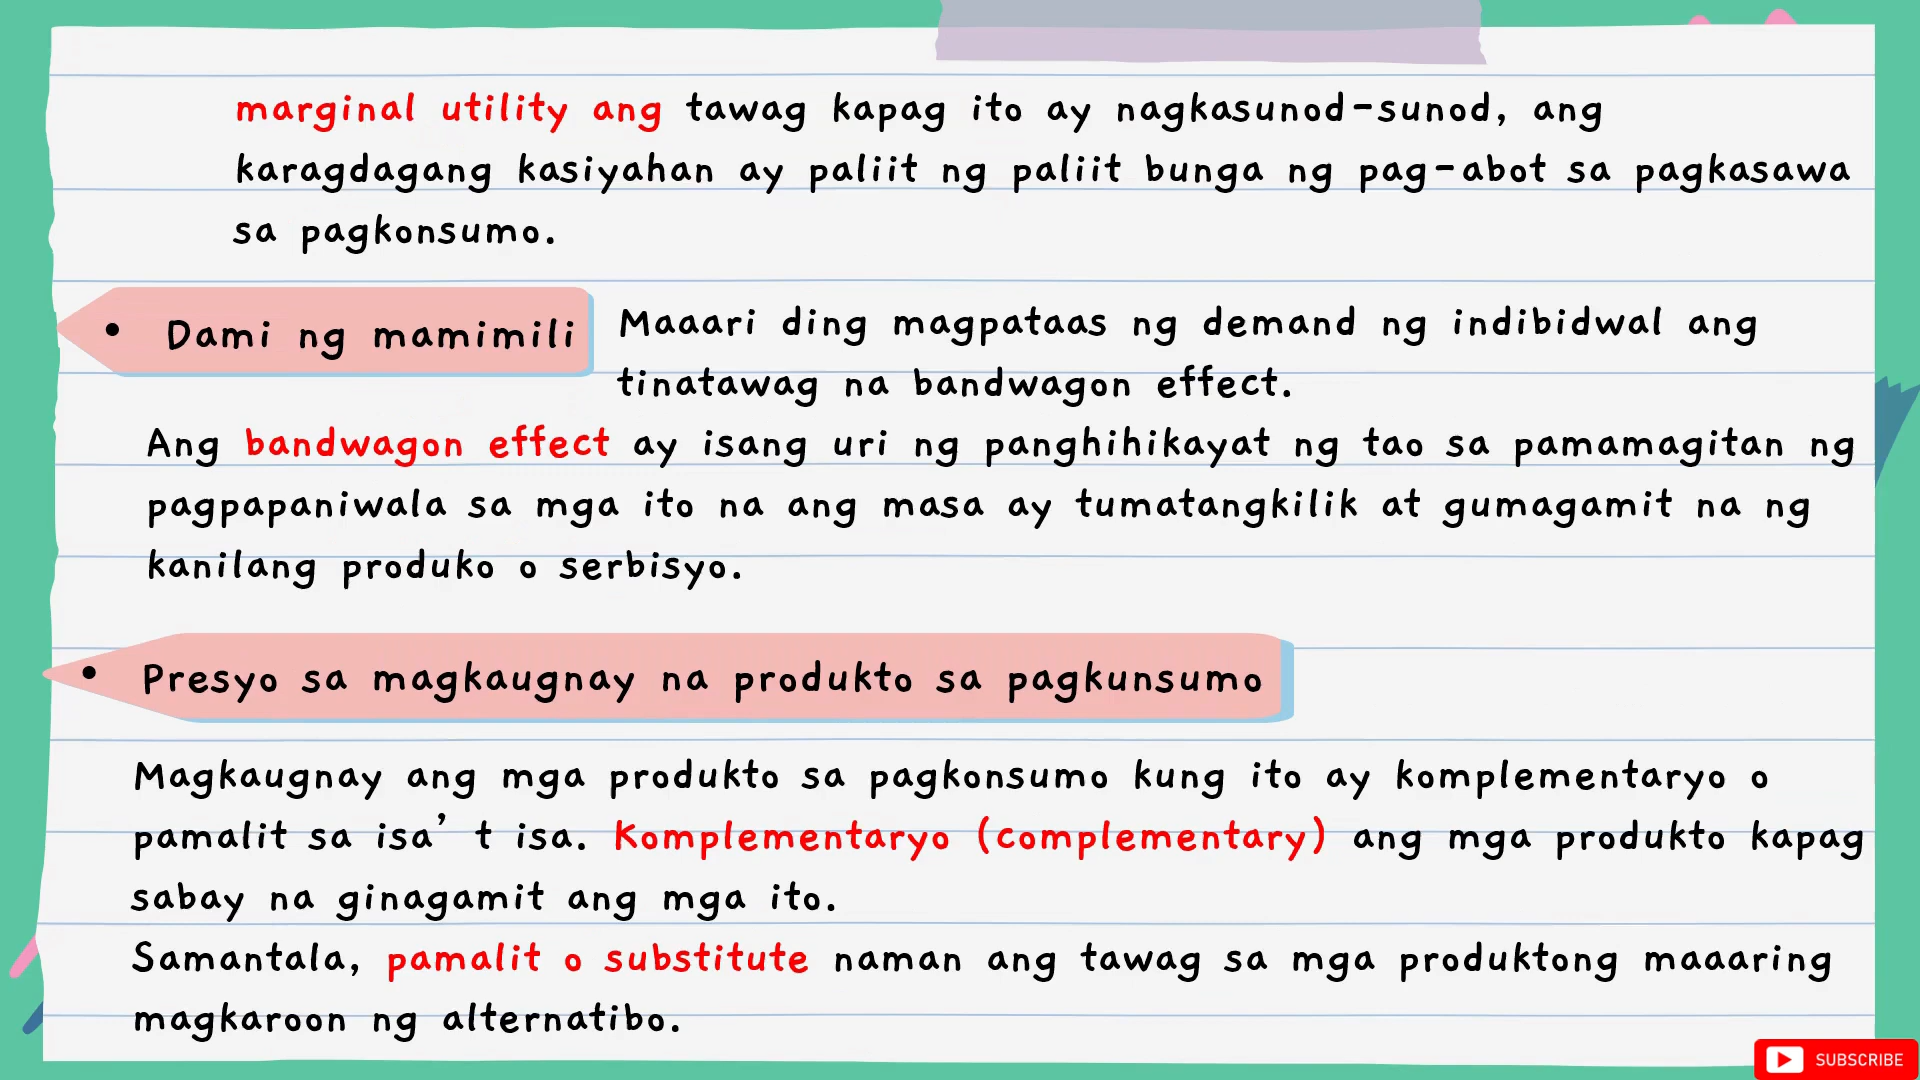 marginal utility ang tawag kapag ito ay nagkasunod-sunod, ang
karagdagang kasiyahan ay paliit ng paliit bunga ng pag-abot sa pagkasawa
sa pagkonsumo.
• Dami ng mamimili
Maaari ding magpataas ng demand ng indibidwal ang
tinatawag na bandwagon effect.
Ang bandwagon effect ay isang uri ng panghihikayat ng tao sa pamamagitan ng
pagpapaniwala sa mga ito na ang masa ay tumatangkilik at gumagamit na ng
kanilang produko o serbisyo.
• Presyo sa magkaugnay na produkto sa pagkunsumo
Magkaugnay ang mga produkto sa pagkonsumo kung ito ay komplementaryo o
pamalit sa isa’ t isa. Komplementaryo (complementary) ang mga produkto kapag
sabay na ginagamit ang mga ito.
Samantala, pamalit o substitute naman ang tawag sa mga produktong maaaring
magkaroon ng alternatibo.
SUBSCRIBE